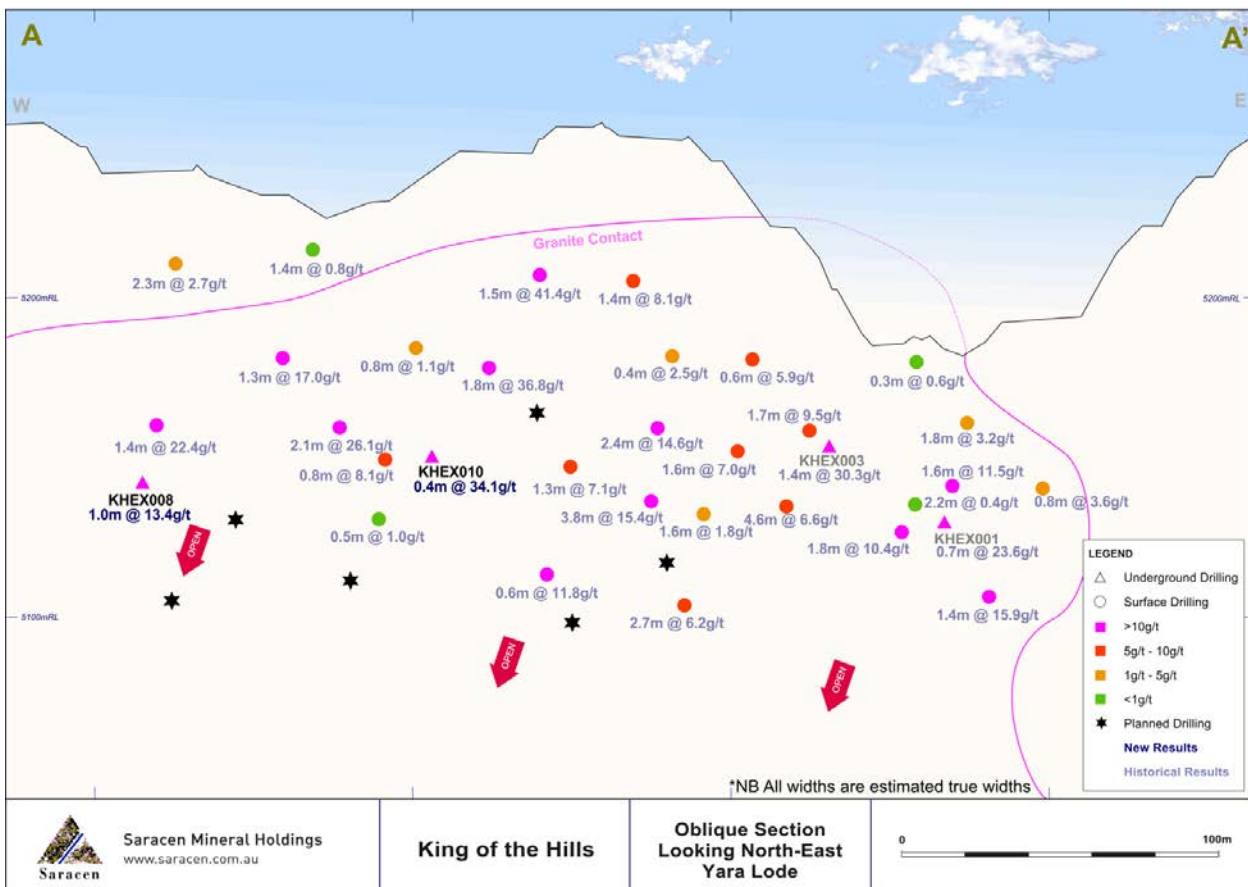 A
A'
W
E
Granite Contact
2.3m @ 2.7g/t
1.4m @ 0.8g/t
1.5m @ 41.4g/t
1.4m @ 8.1g/t
5200mRL
5200mRL
1.3m @ 17.0g/t
0.8m @ 1.1g/t
1.8m @ 36.8g/t
0.4m @ 2.5g/t
0.6m @ 5.9g/t
0.3m @ 0.6g/t
1.4m @ 22.4g/t
2.1m @ 26.1g/t
0.8m @ 8.1g/t
KHEX010
0.4m @ 34.1g/t
1.3m @ 7.1g/t
2.4m @ 14.6g/t
1.6m @ 7.0g/t
1.7m @ 9.5g/t
KHEX003
1.4m @ 30.3g/t
1.8m @ 3.2g/t
1.6m @ 11.5g/t
2.2m @ 0.4g/t
0.8m @ 3.6g/t
KHEX008
1.0m @ 13.4g/t
OPEN
0.5m @ 1.0g/t
3.8m @ 15.4g/t
1.6m @ 1.8g/t
4.6m @ 6.6g/t
1.8m @ 10.4g/t
KHEX001
0.7m @ 23.6g/t
0.6m @ 11.8g/t
2.7m @ 6.2g/t
1.4m @ 15.9g/t
5100mRL
OPEN
OPEN
LEGEND
Underground Drilling
Surface Drilling
>10g/t
5g/t - 10g/t
1g/t - 5g/t
<1g/t
Planned Drilling
New Results
Historical Results
*NB All widths are estimated true widths
Saracen
Saracen Mineral Holdings
www.saracen.com.au
King of the Hills
Oblique Section
Looking North-East
Yara Lode
0
100m